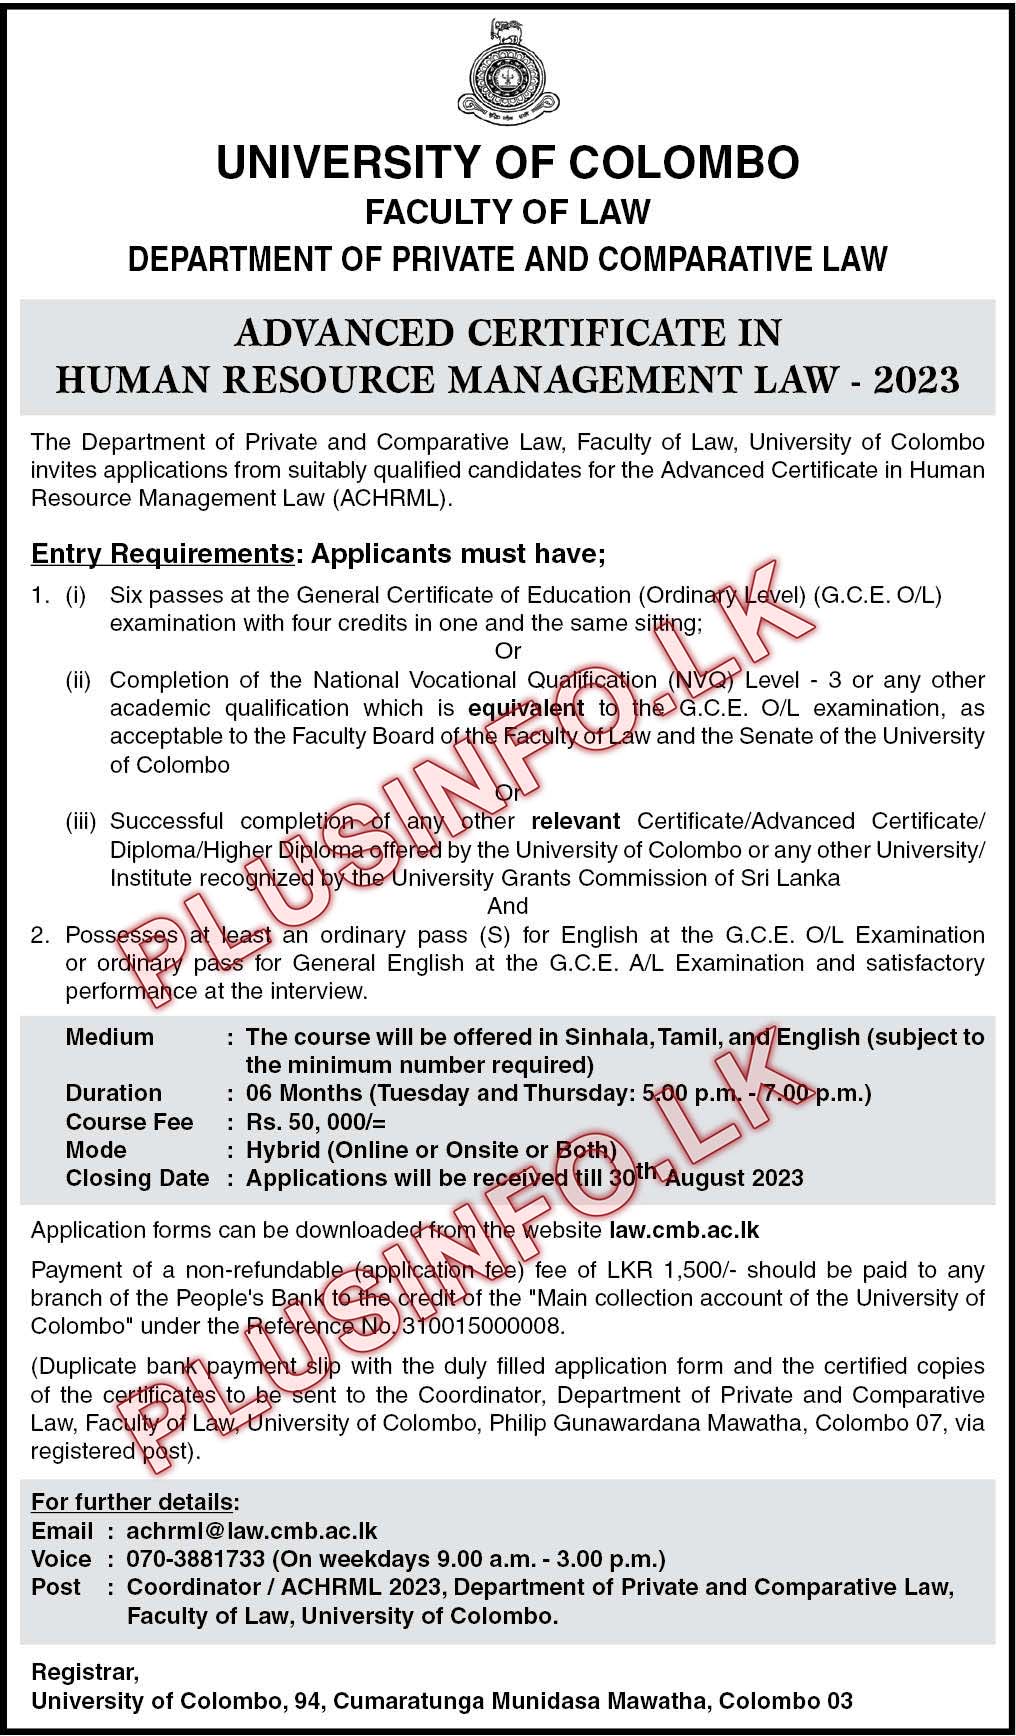 UNIVERSITY OF COLOMBO
FACULTY OF LAW
DEPARTMENT OF PRIVATE AND COMPARATIVE LAW
ADVANCED CERTIFICATE IN
HUMAN RESOURCE MANAGEMENT LAW - 2023
The Department of Private and Comparative Law, Faculty of Law, University of Colombo
invites applications from suitably qualified candidates for the Advanced Certificate in Human
Resource Management Law (ACHRML).
Entry Requirements: Applicants must have;
1. (i) Six passes at the General Certificate of Education (Ordinary Level) (G.C.E. O/L)
examination with four credits in one and the same sitting;
Or
(ii) Completion of the National Vocational Qualification (NVQ) Level - 3 or any other
academic qualification which is equivalent to the G.C.E. O/L examination, as
acceptable to the Faculty Board of the Faculty of Law and the Senate of the University
of Colombo
Or
(iii) Successful completion of any other relevant Certificate/Advanced Certificate/
Diploma/Higher Diploma offered by the University of Colombo or any other University/
Institute recognized by the University Grants Commission of Sri Lanka
And
2. Possesses at least an ordinary pass (S) for English at the G.C.E. O/L Examination
or ordinary pass for General English at the G.C.E. A/L Examination and satisfactory
performance at the interview.
Medium : The course will be offered in Sinhala, Tamil, and English (subject to
the minimum number required)
Duration : 06 Months (Tuesday and Thursday: 5.00 p.m. - 7.00 p.m.)
Course Fee : Rs. 50, 000/=
Mode : Hybrid (Online or Onsite or Both)
Closing Date : Applications will be received till 30th August 2023
Application forms can be downloaded from the website law.cmb.ac.lk
Payment of a non-refundable (application fee) fee of LKR 1,500/- should be paid to any
branch of the People's Bank to the credit of the "Main collection account of the University of
Colombo" under the Reference No. 310015000008.
(Duplicate bank payment slip with the duly filled application form and the certified copies
of the certificates to be sent to the Coordinator, Department of Private and Comparative
Law, Faculty of Law, University of Colombo, Philip Gunawardana Mawatha, Colombo 07, via
registered post).
For further details:
Email : achrml@law.cmb.ac.lk
Voice : 070-3881733 (On weekdays 9.00 a.m. - 3.00 p.m.)
Post : Coordinator / ACHRML 2023, Department of Private and Comparative Law,
Faculty of Law, University of Colombo.
Registrar,
University of Colombo, 94, Cumaratunga Munidasa Mawatha, Colombo 03
PLUSINFO.LK
PLUSINFO.LK